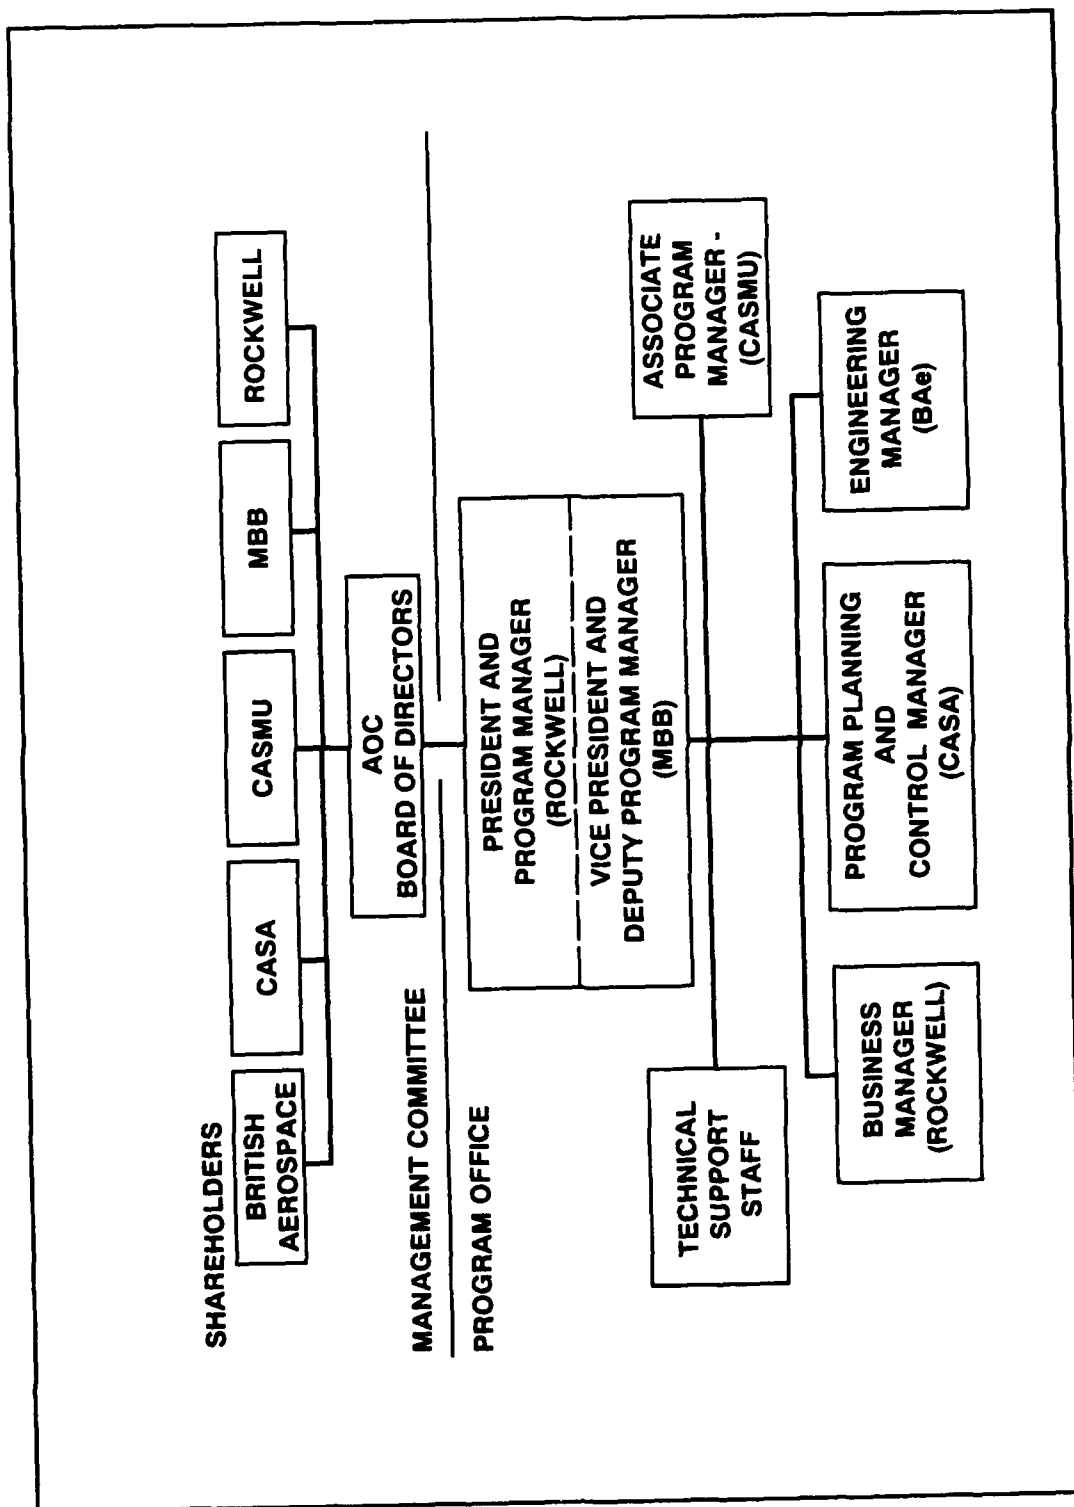 SHAREHOLDERS
BRITISH
AEROSPACE
CASA
CASMU
MBB
ROCKWELL
AOC
BOARD OF DIRECTORS
MANAGEMENT COMMITTEE
PROGRAM OFFICE
PRESIDENT AND
PROGRAM MANAGER
(ROCKWELL)
VICE PRESIDENT AND
DEPUTY PROGRAM MANAGER
(MBB)
TECHNICAL
SUPPORT
STAFF
ASSOCIATE
PROGRAM
MANAGER -
(CASMU)
BUSINESS
MANAGER
(ROCKWELL)
PROGRAM PLANNING
AND
CONTROL MANAGER
(CASA)
ENGINEERING
MANAGER
(BAe)